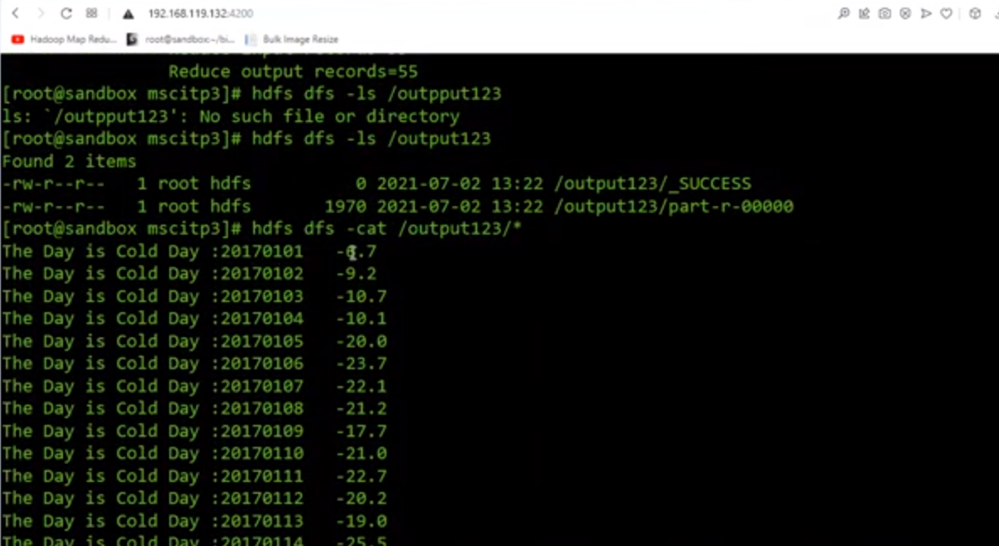 192.168.119.132:4200
Hadoop Map Redu... root@sandbox:~/bi... Bulk Image Resize
Reduce output records=55
[root@sandbox mscitp3]# hdfs dfs -ls /outpput123
ls: `/outpput123': No such file or directory
[root@sandbox mscitp3]# hdfs dfs -ls /output123
Found 2 items
-rw-r--r-- 1 root hdfs 0 2021-07-02 13:22 /output123/_SUCCESS
-rw-r--r-- 1 root hdfs 1970 2021-07-02 13:22 /output123/part-r-00000
[root@sandbox mscitp3]# hdfs dfs -cat /output123/*
The Day is Cold Day :20170101
The Day is Cold Day :20170102 -9.2
The Day is Cold Day :20170103 -10.7
The Day is Cold Day :20170104 -10.1
The Day is Cold Day :20170105 -20.0
The Day is Cold Day :20170106 -23.7
The Day is Cold Day :20170107 -22.1
The Day is Cold Day :20170108 -21.2
The Day is Cold Day :20170109 -17.7
The Day is Cold Day :20170110 -21.0
The Day is Cold Day :20170111 -22.7
The Day is Cold Day :20170112 -20.2
The Day is Cold Day :20170113 -19.0
The Day is Cold Day :20170114 -25.5